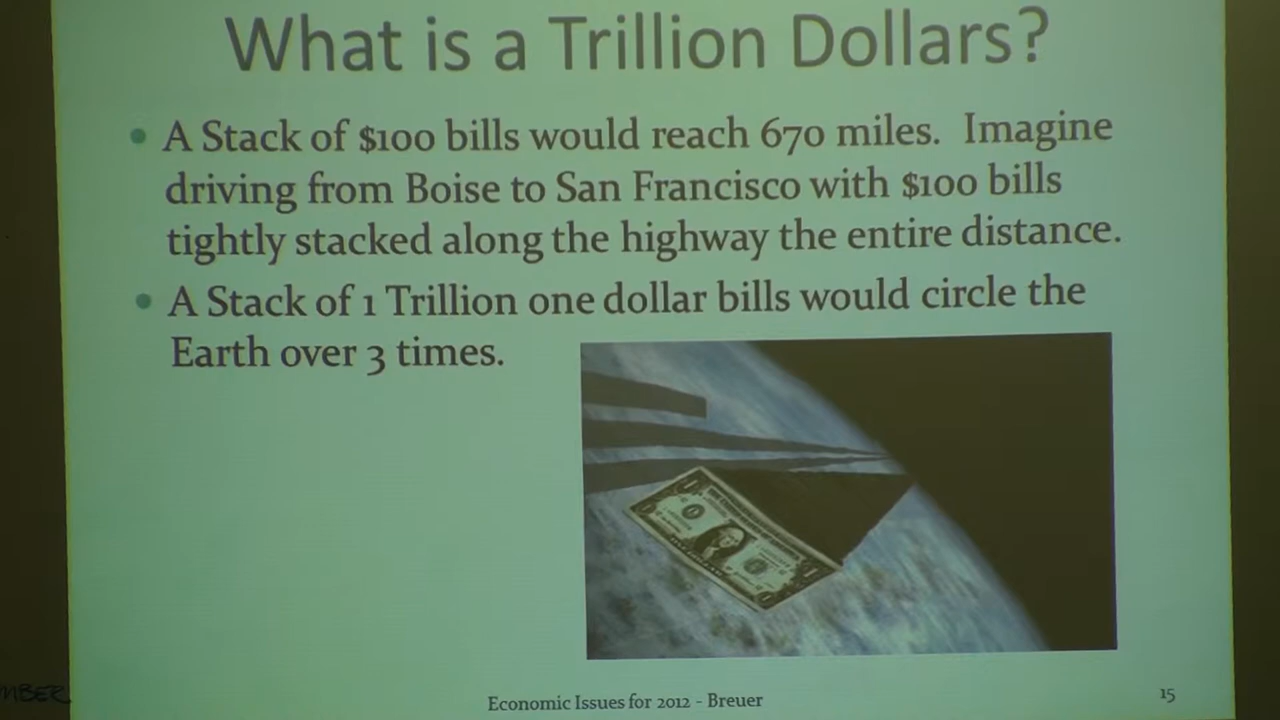 What is a Trillion Dollars?
• A Stack of $100 bills would reach 670 miles. Imagine
driving from Boise to San Francisco with $100 bills
tightly stacked along the highway the entire distance.
• A Stack of 1 Trillion one dollar bills would circle the
Earth over 3 times.
MBER
Economic Issues for 2012 - Breuer
15